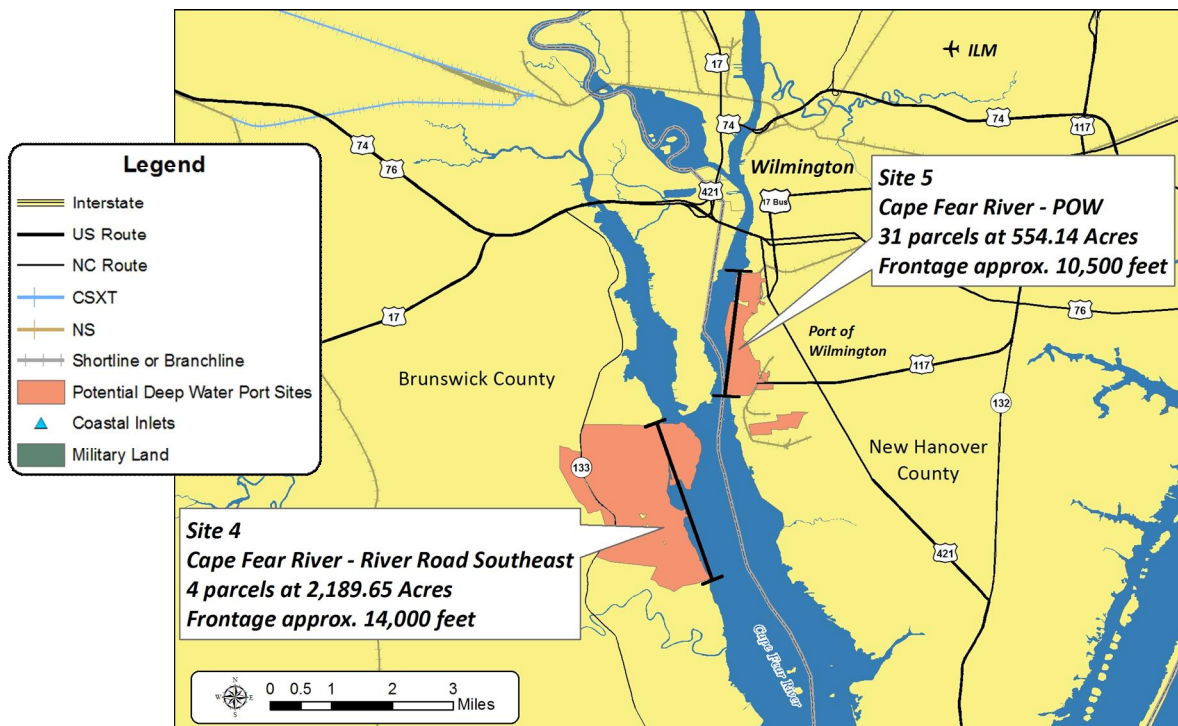 17
ILM
74
74
117
74
76
Wilmington
421
17 Bus
Site 5
Cape Fear River - POW
31 parcels at 554.14 Acres
Frontage approx. 10,500 feet
Legend
Interstate
US Route
NC Route
CSXT
NS
Shortline or Branchline
Potential Deep Water Port Sites
Coastal Inlets
Military Land
17
76
Port of
Wilmington
117
Brunswick County
132
New Hanover
County
133
Site 4
Cape Fear River - River Road Southeast
4 parcels at 2,189.65 Acres
Frontage approx. 14,000 feet
421
Cape Fear River
N
W
E
S
0 0.5 1 2 3
Miles